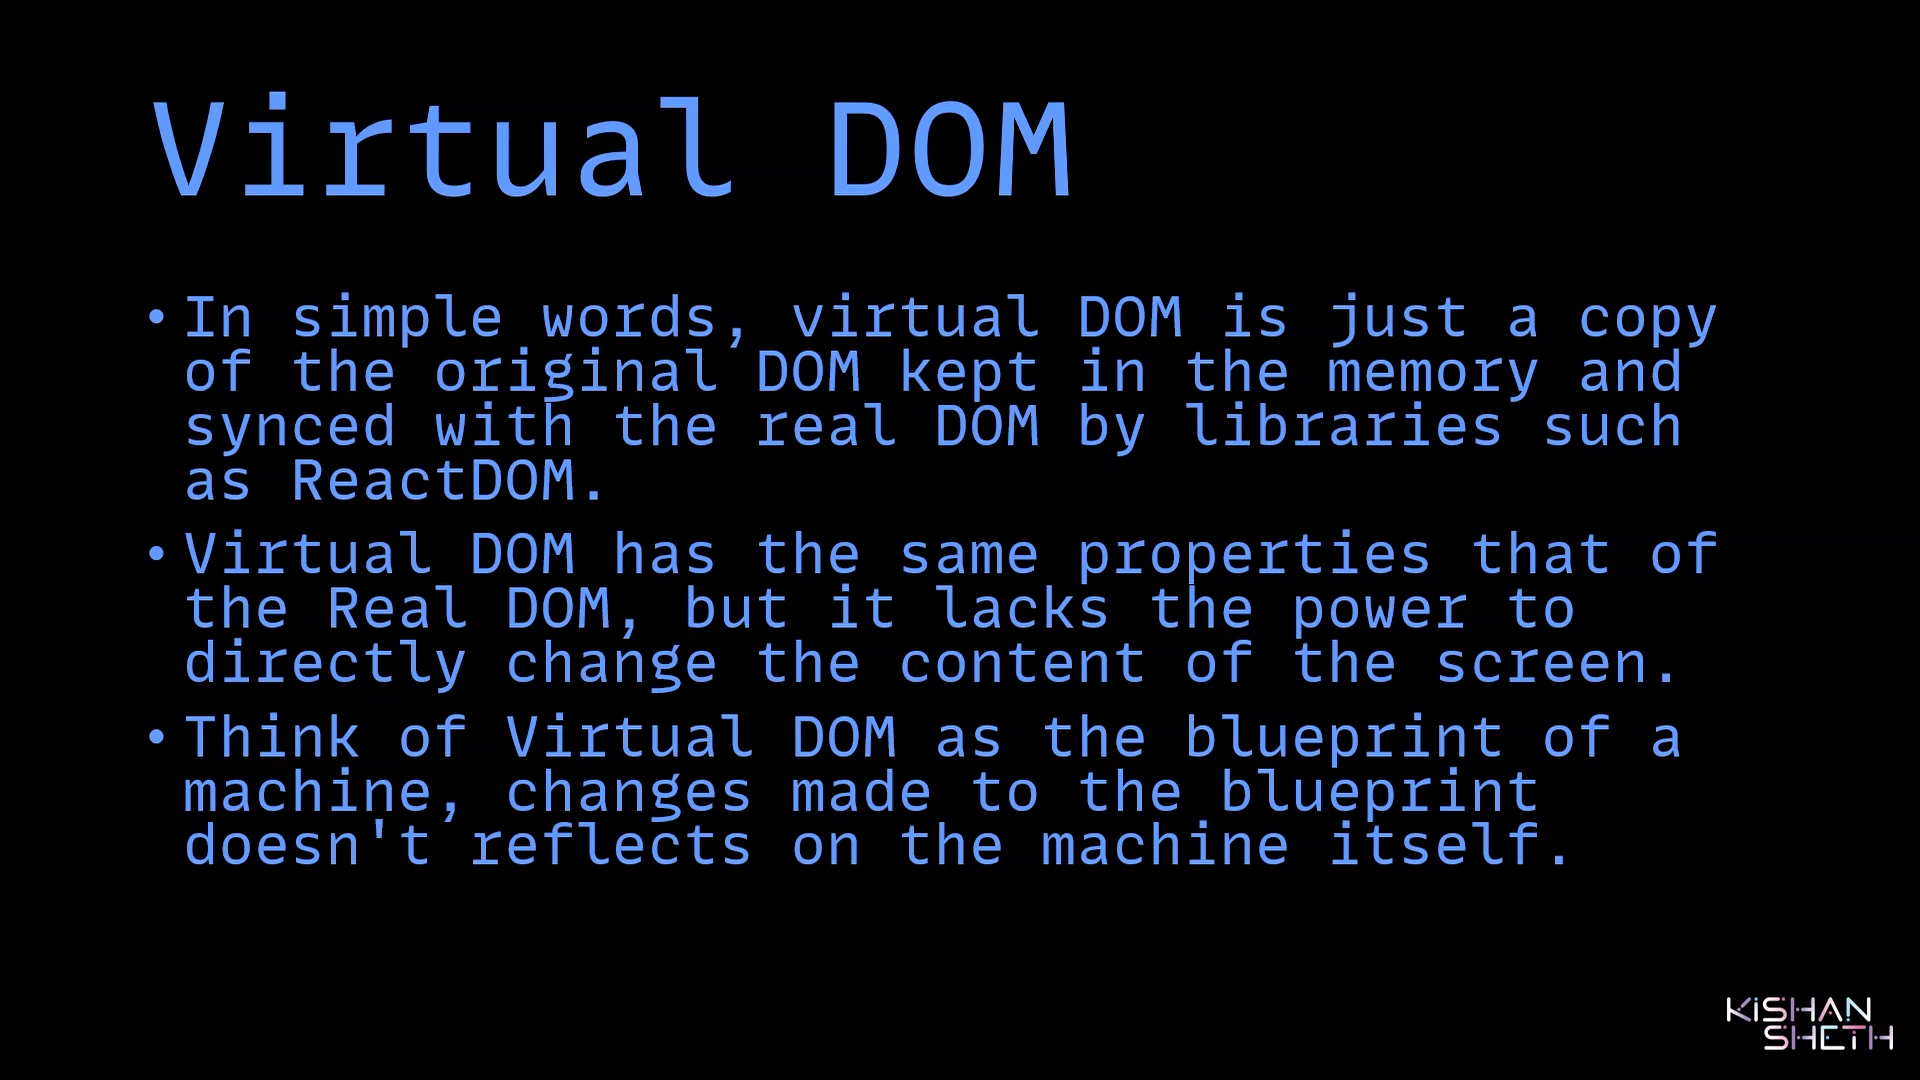 Virtual DOM
• In simple words, virtual DOM is just a copy
of the original DOM kept in the memory and
synced with the real DOM by libraries such
as ReactDOM.
• Virtual DOM has the same properties that of
the Real DOM, but it lacks the power to
directly change the content of the screen.
• Think of Virtual DOM as the blueprint of a
machine, changes made to the blueprint
doesn't reflects on the machine itself.
KISHAN
SHETH